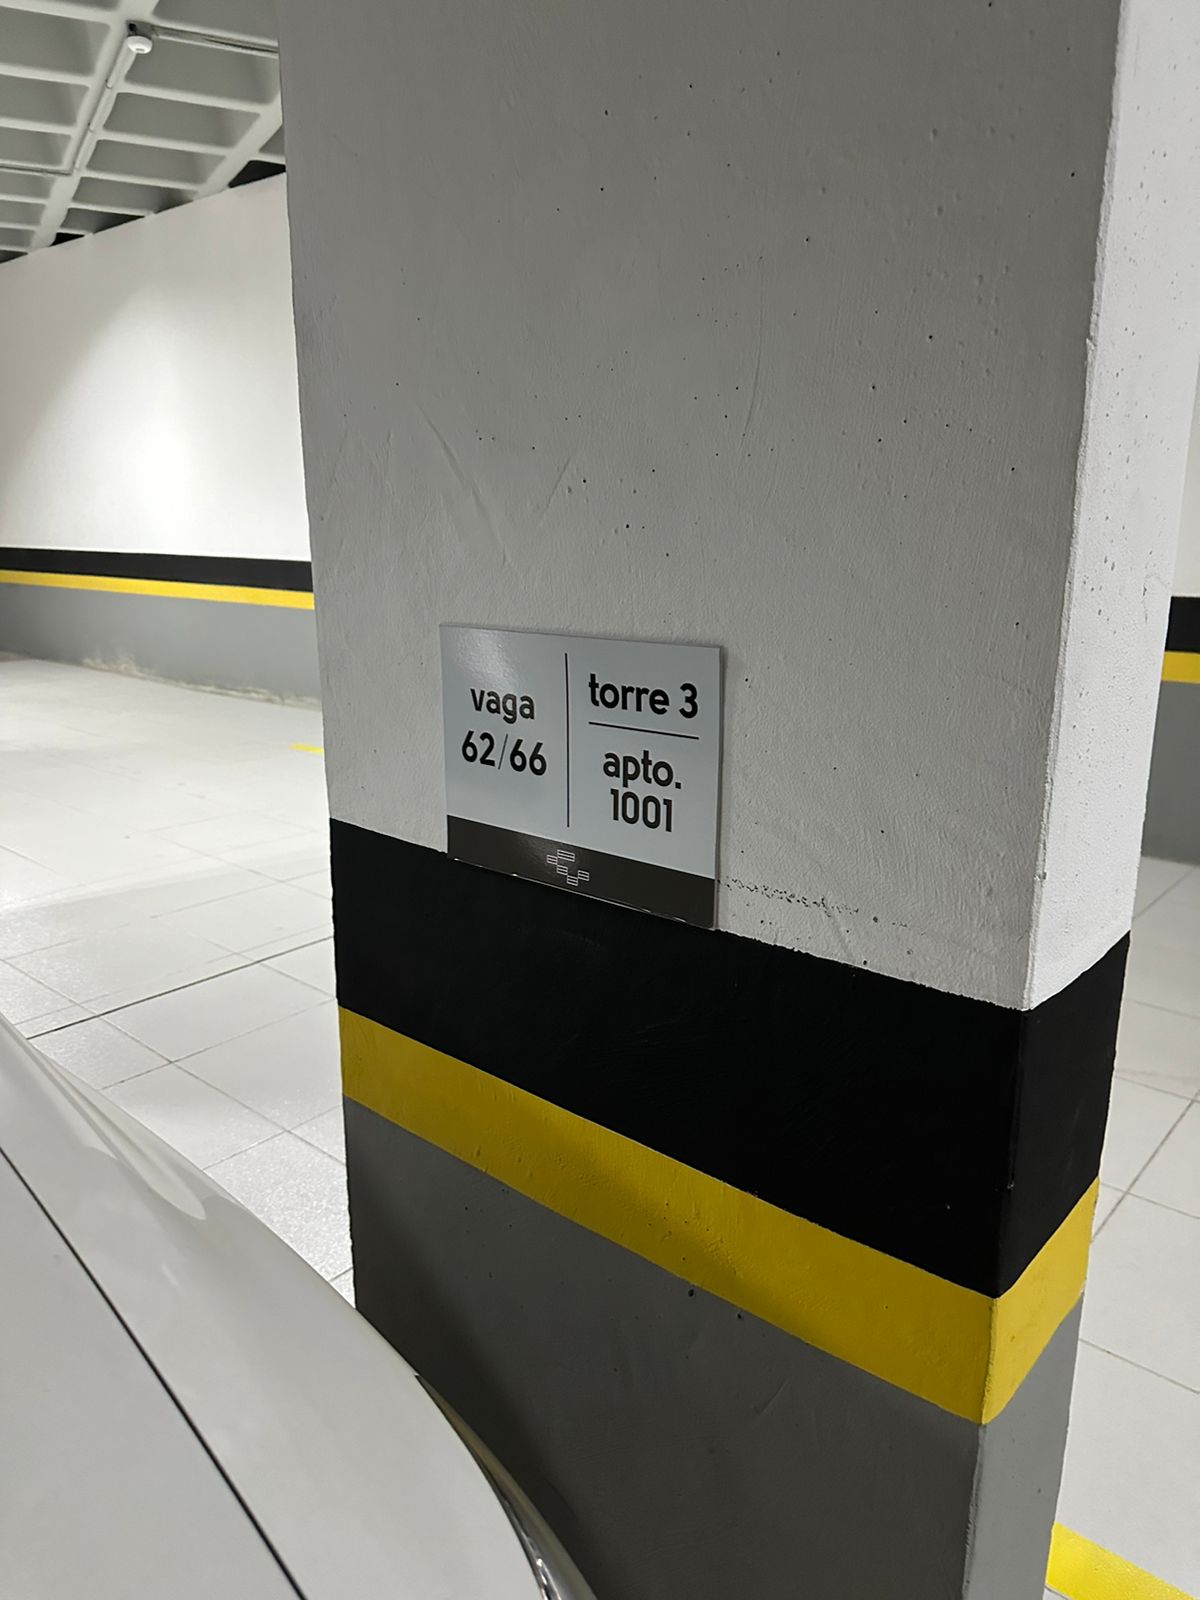 vaga
62/66
torre 3
apto.
1001